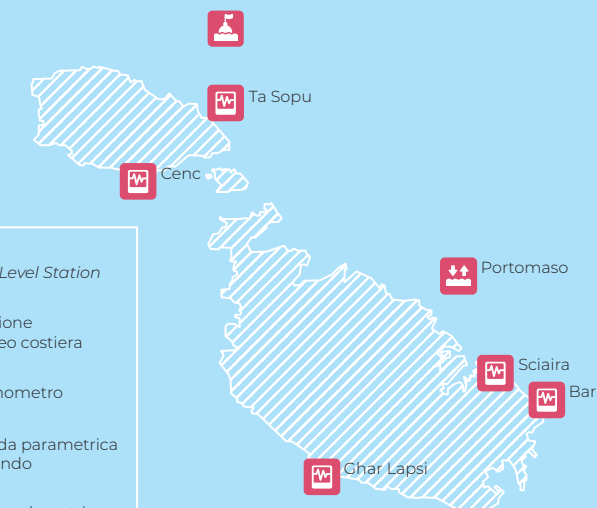 Ta Sopu
Cenc
Level Station
Portomaso
Sciaira
Bar
Ghar Lapsi
ione
eo costiera
nometro
da parametrica
ndo